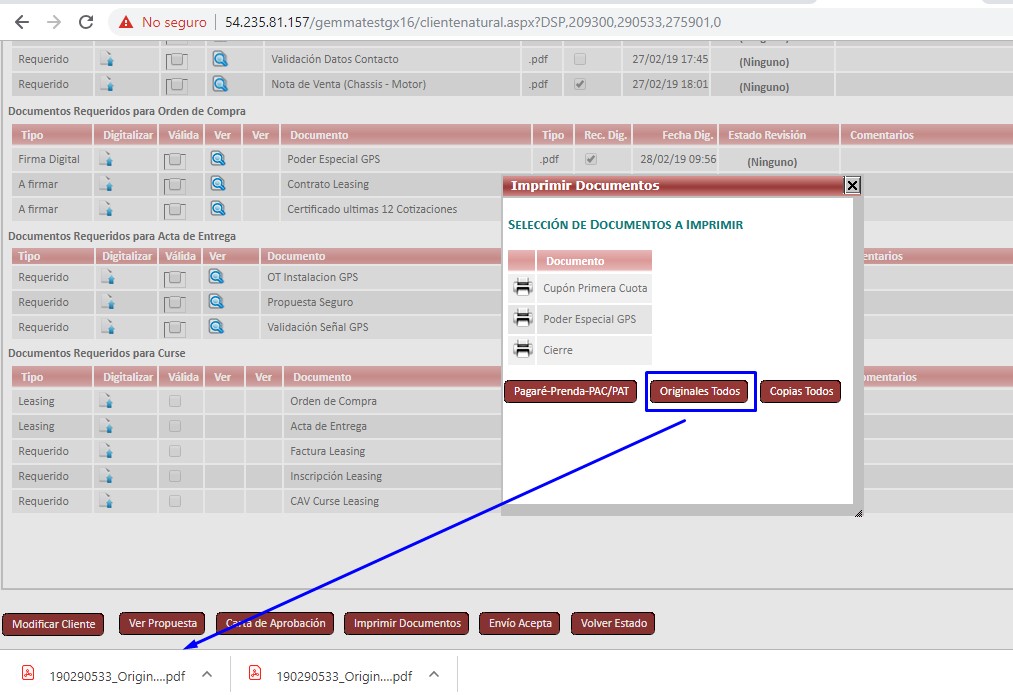 No seguro | 54.235.81.157/gemmatestgx16/clientenatural.aspx?DSP,209300,290533,275901,0
Requerido Validación Datos Contacto .pdf 27/02/19 17:45 (Ninguno)
Requerido Nota de Venta (Chassis - Motor) .pdf 27/02/19 18:01 (Ninguno)
Documentos Requeridos para Orden de Compra
Tipo Digitalizar Válida Ver Ver Documento Tipo Rec. Dig. Fecha Dig. Estado Revisión Comentarios
Firma Digital Poder Especial GPS .pdf 28/02/19 09:56 (Ninguno)
A firmar Contrato Leasing
A firmar Certificado ultimas 12 Cotizaciones
Documentos Requeridos para Acta de Entrega
Tipo Digitalizar Válida Ver Documento entarios
Requerido OT Instalacion GPS
Requerido Propuesta Seguro
Requerido Validación Señal GPS
Documentos Requeridos para Curse
Tipo Digitalizar Válida Ver Ver Documento omentarios
Leasing Orden de Compra
Leasing Acta de Entrega
Requerido Factura Leasing
Requerido Inscripción Leasing
Requerido CAV Curse Leasing
Imprimir Documentos
SELECCIÓN DE DOCUMENTOS A IMPRIMIR
Documento
Cupón Primera Cuota
Poder Especial GPS
Cierre
Pagaré-Prenda-PAC/PAT Originales Todos Copias Todos
Modificar Cliente Ver Propuesta Carta de Aprobación Imprimir Documentos Envío Acepta Volver Estado
190290533_Origin....pdf 190290533_Origin....pdf